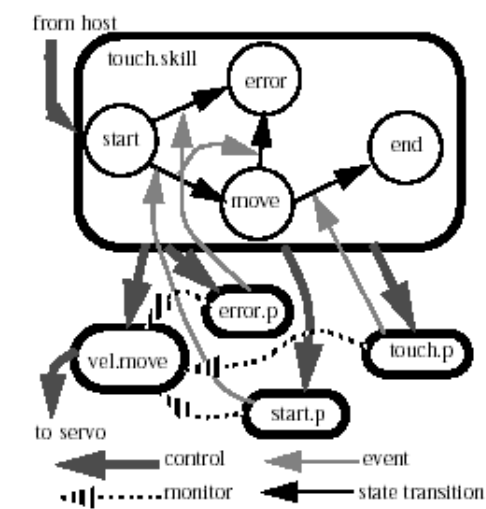 from host
touch.skill
error
start
end
move
error.p
touch.p
vel.move
start.p
to servo
control
event
monitor
state transition